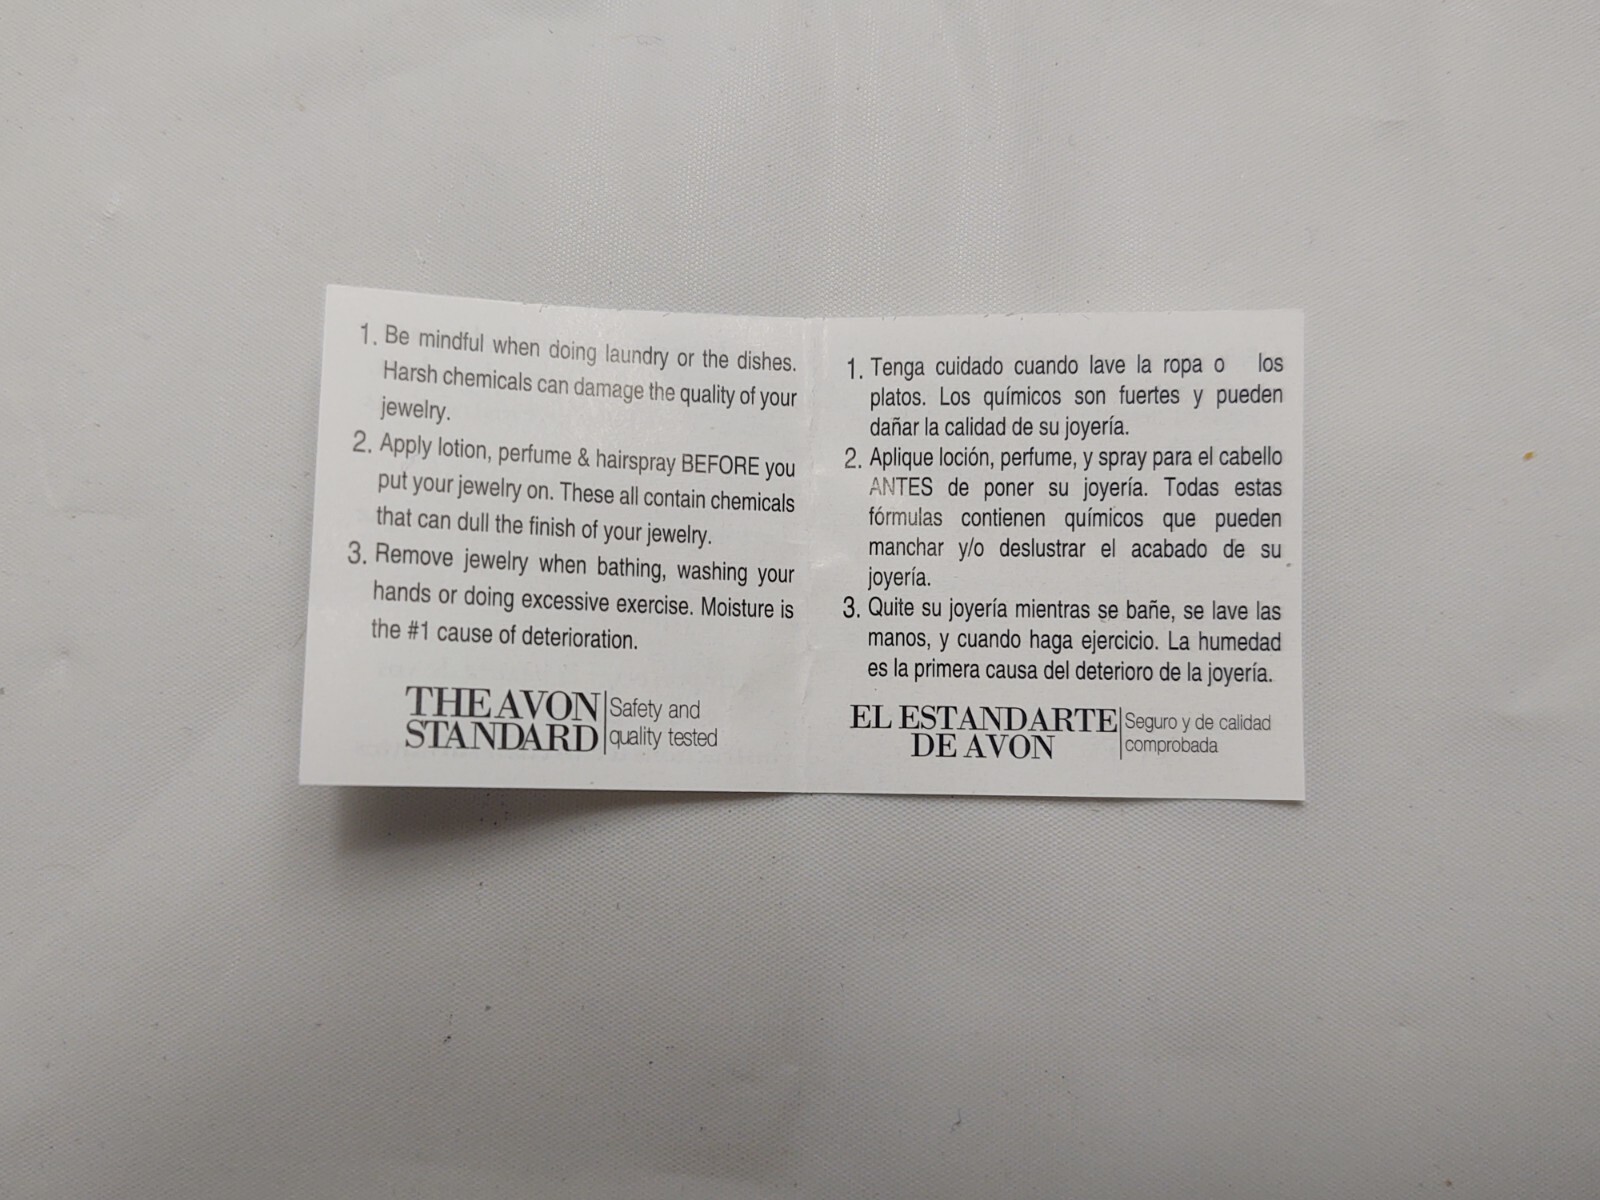 1. Be mindful when doing laundry or the dishes.
Harsh chemicals can damage the quality of your
jewelry.
2. Apply lotion, perfume & hairspray BEFORE you
put your jewelry on. These all contain chemicals
that can dull the finish of your jewelry.
3. Remove jewelry when bathing, washing your
hands or doing excessive exercise. Moisture is
the #1 cause of deterioration.
THE AVON
STANDARD
Safety and
quality tested
1. Tenga cuidado cuando lave la ropa o los
platos. Los químicos son fuertes y pueden
dañar la calidad de su joyería.
2. Aplique loción, perfume, y spray para el cabello
ANTES de poner su joyería. Todas estas
fórmulas contienen químicos que pueden
manchar y/o deslustrar el acabado de su
joyería.
3. Quite su joyería mientras se bañe, se lave las
manos, y cuando haga ejercicio. La humedad
es la primera causa del deterioro de la joyería.
EL ESTANDARTE
DE AVON
Seguro y de calidad
comprobada